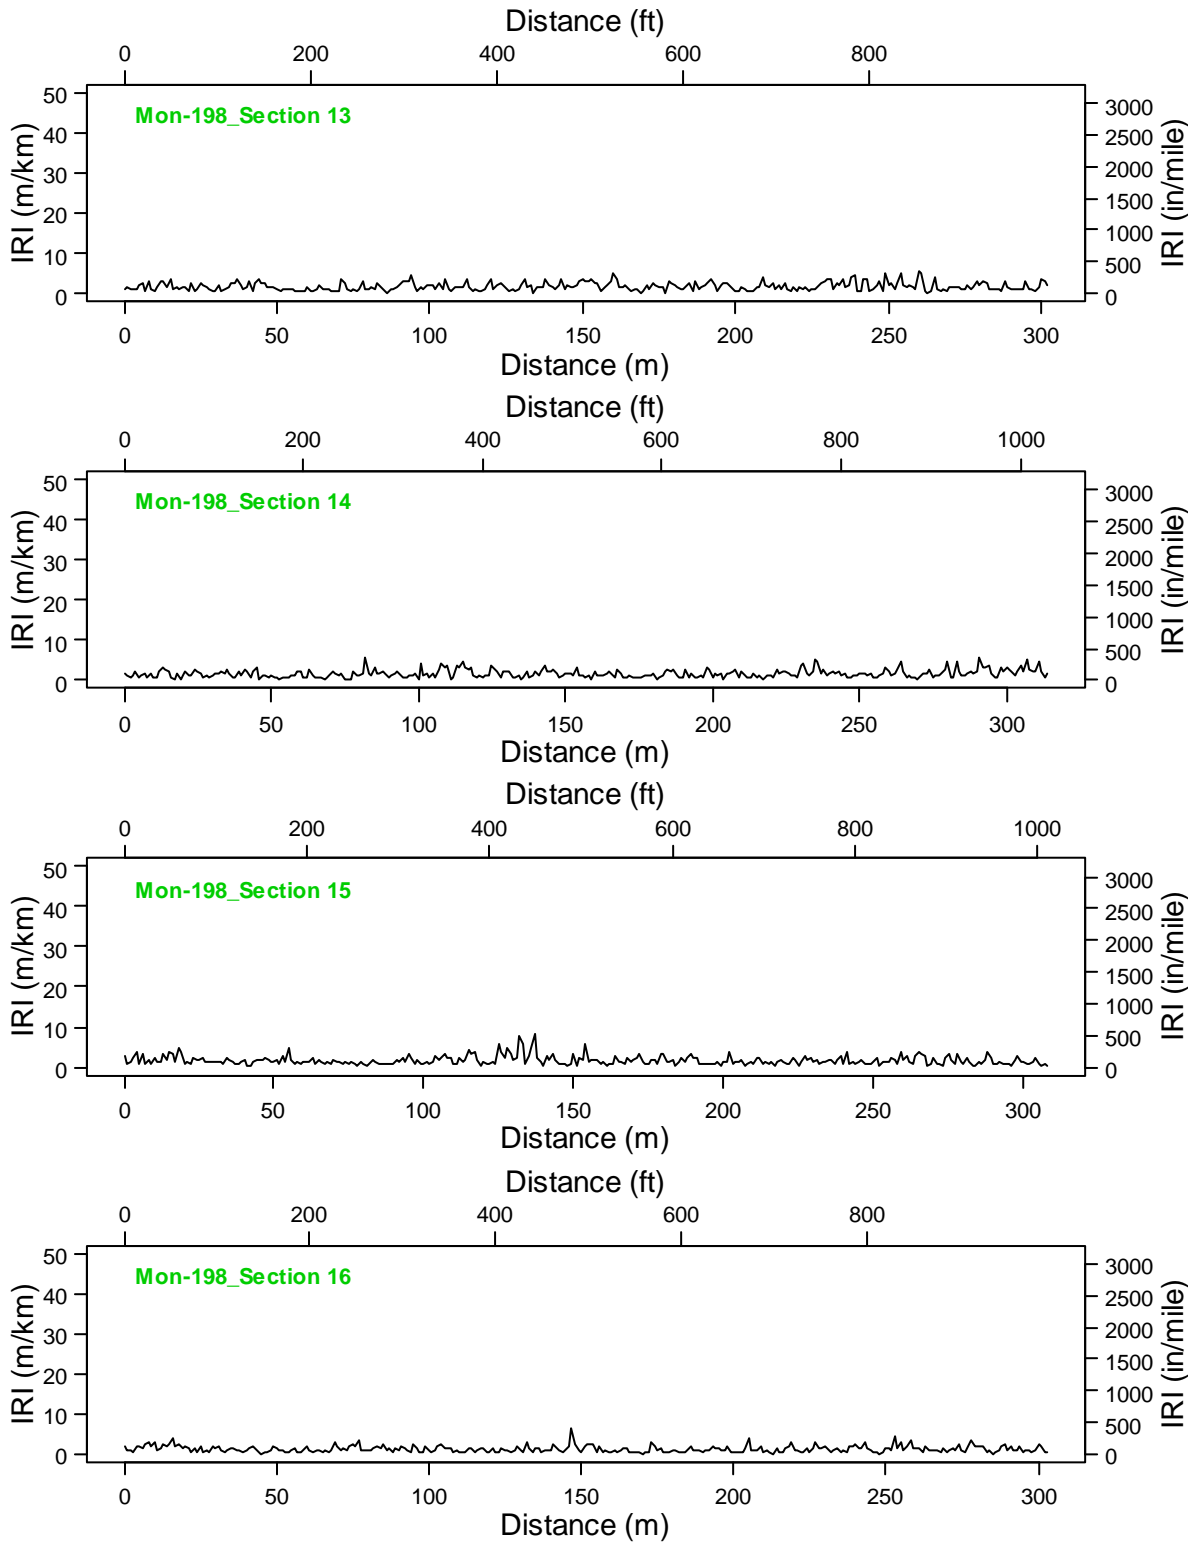 Distance (ft)
0 200 400 600 800
Mon-198_Section 13
IRI (m/km)
50
40
30
20
10
0
IRI (in/mile)
3000
2500
2000
1500
1000
500
0
0 50 100 150 200 250 300
Distance (m)
Distance (ft)
0 200 400 600 800 1000
Mon-198_Section 14
IRI (m/km)
50
40
30
20
10
0
IRI (in/mile)
3000
2500
2000
1500
1000
500
0
0 50 100 150 200 250 300
Distance (m)
Distance (ft)
0 200 400 600 800 1000
Mon-198_Section 15
IRI (m/km)
50
40
30
20
10
0
IRI (in/mile)
3000
2500
2000
1500
1000
500
0
0 50 100 150 200 250 300
Distance (m)
Distance (ft)
0 200 400 600 800
Mon-198_Section 16
IRI (m/km)
50
40
30
20
10
0
IRI (in/mile)
3000
2500
2000
1500
1000
500
0
0 50 100 150 200 250 300
Distance (m)